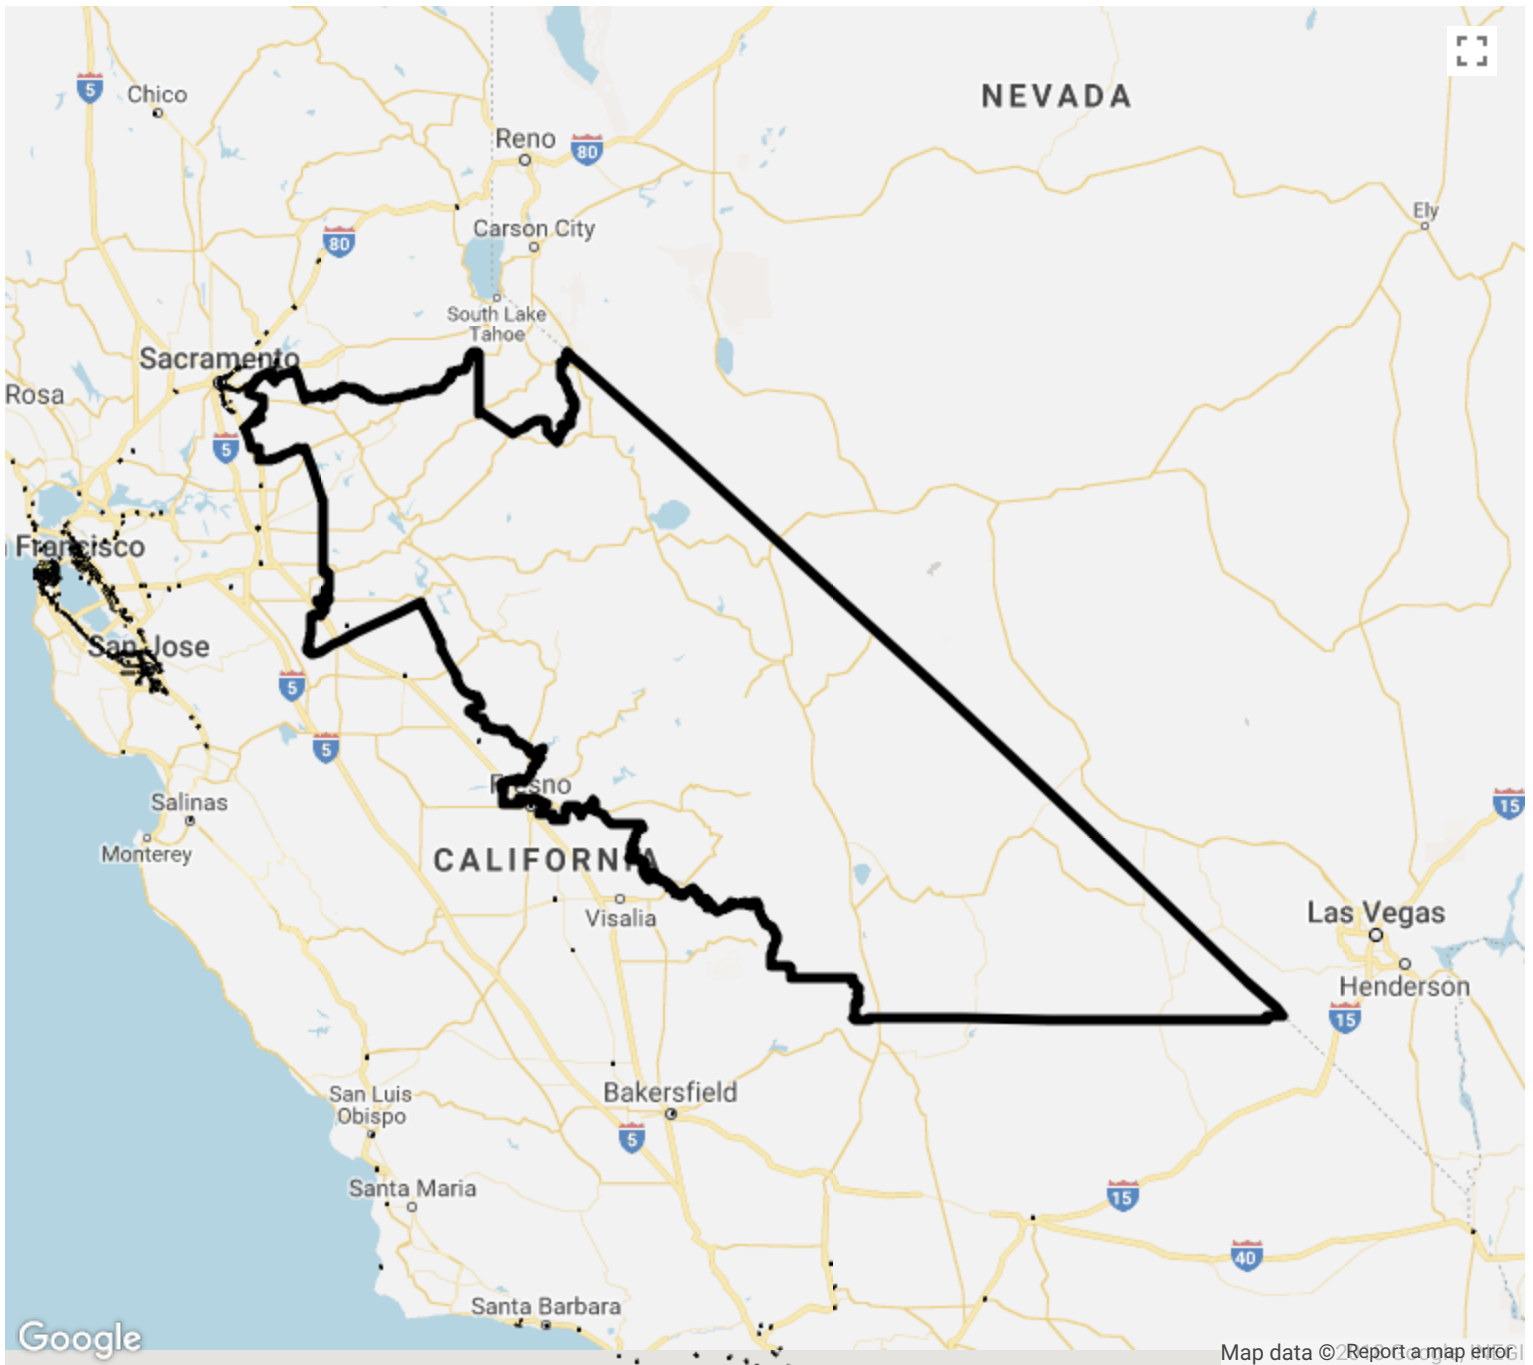 5
Chico
NEVADA
Reno
80
Ely
Carson City
80
South Lake
Tahoe
Sacramento
Rosa
5
Francisco
San Jose
5
5
Fresno
Salinas
15
Monterey
CALIFORNIA
Visalia
Las Vegas
Henderson
15
San Luis
Obispo
Bakersfield
5
Santa Maria
15
40
Santa Barbara
Google
Map data © Report a map error